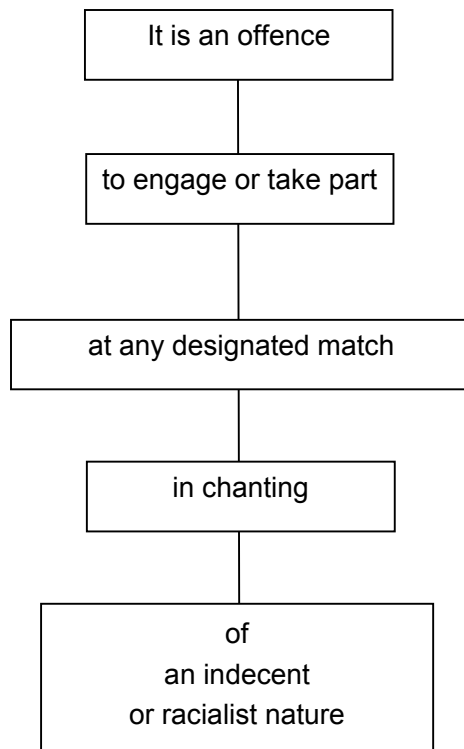 It is an offence
to engage or take part
at any designated match
in chanting
of
an indecent
or racialist nature